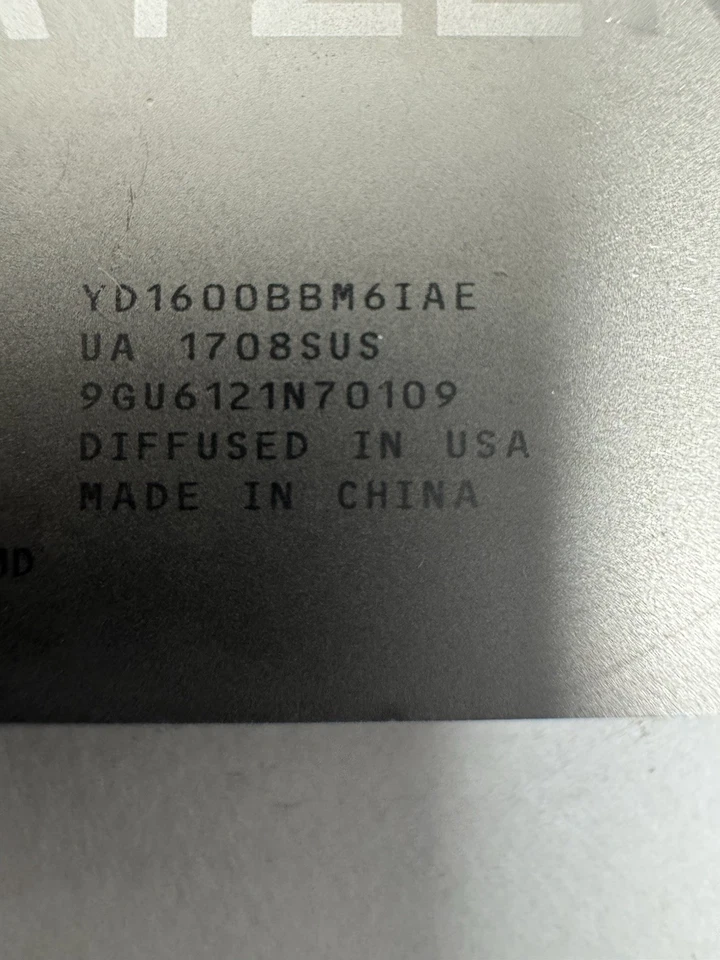 YD1600BBM6IAE
UA 1708SUS
9GU6121N70109
DIFFUSED IN USA
MADE IN CHINA